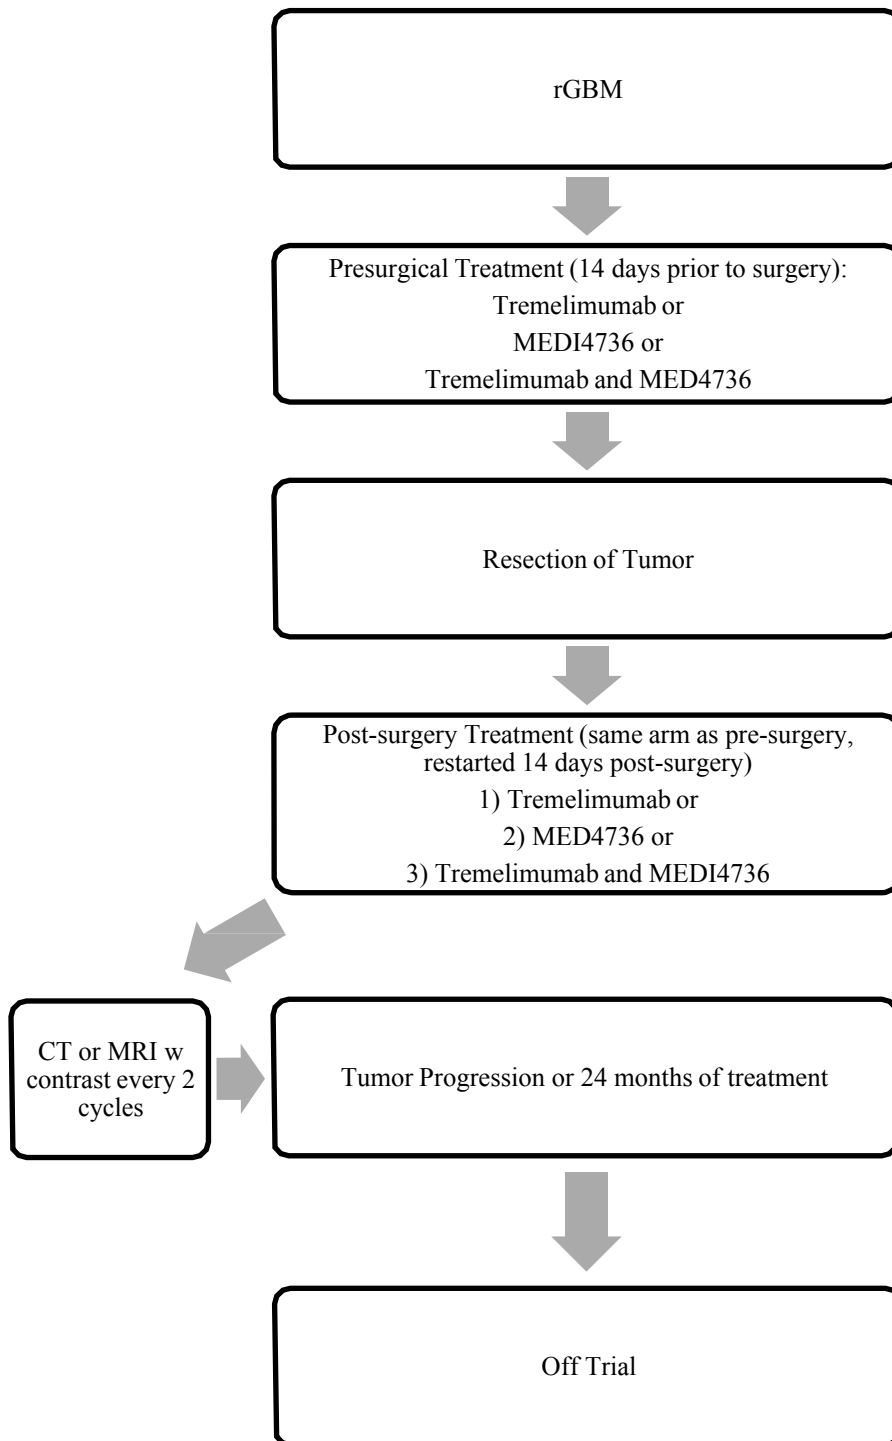 rGBM
Presurgical Treatment (14 days prior to surgery):
Tremelimumab or
MEDI4736 or
Tremelimumab and MED4736
Resection of Tumor
Post-surgery Treatment (same arm as pre-surgery,
restarted 14 days post-surgery)
1) Tremelimumab or
2) MED4736 or
3) Tremelimumab and MEDI4736
CT or MRI w
contrast every 2
cycles
Tumor Progression or 24 months of treatment
Off Trial